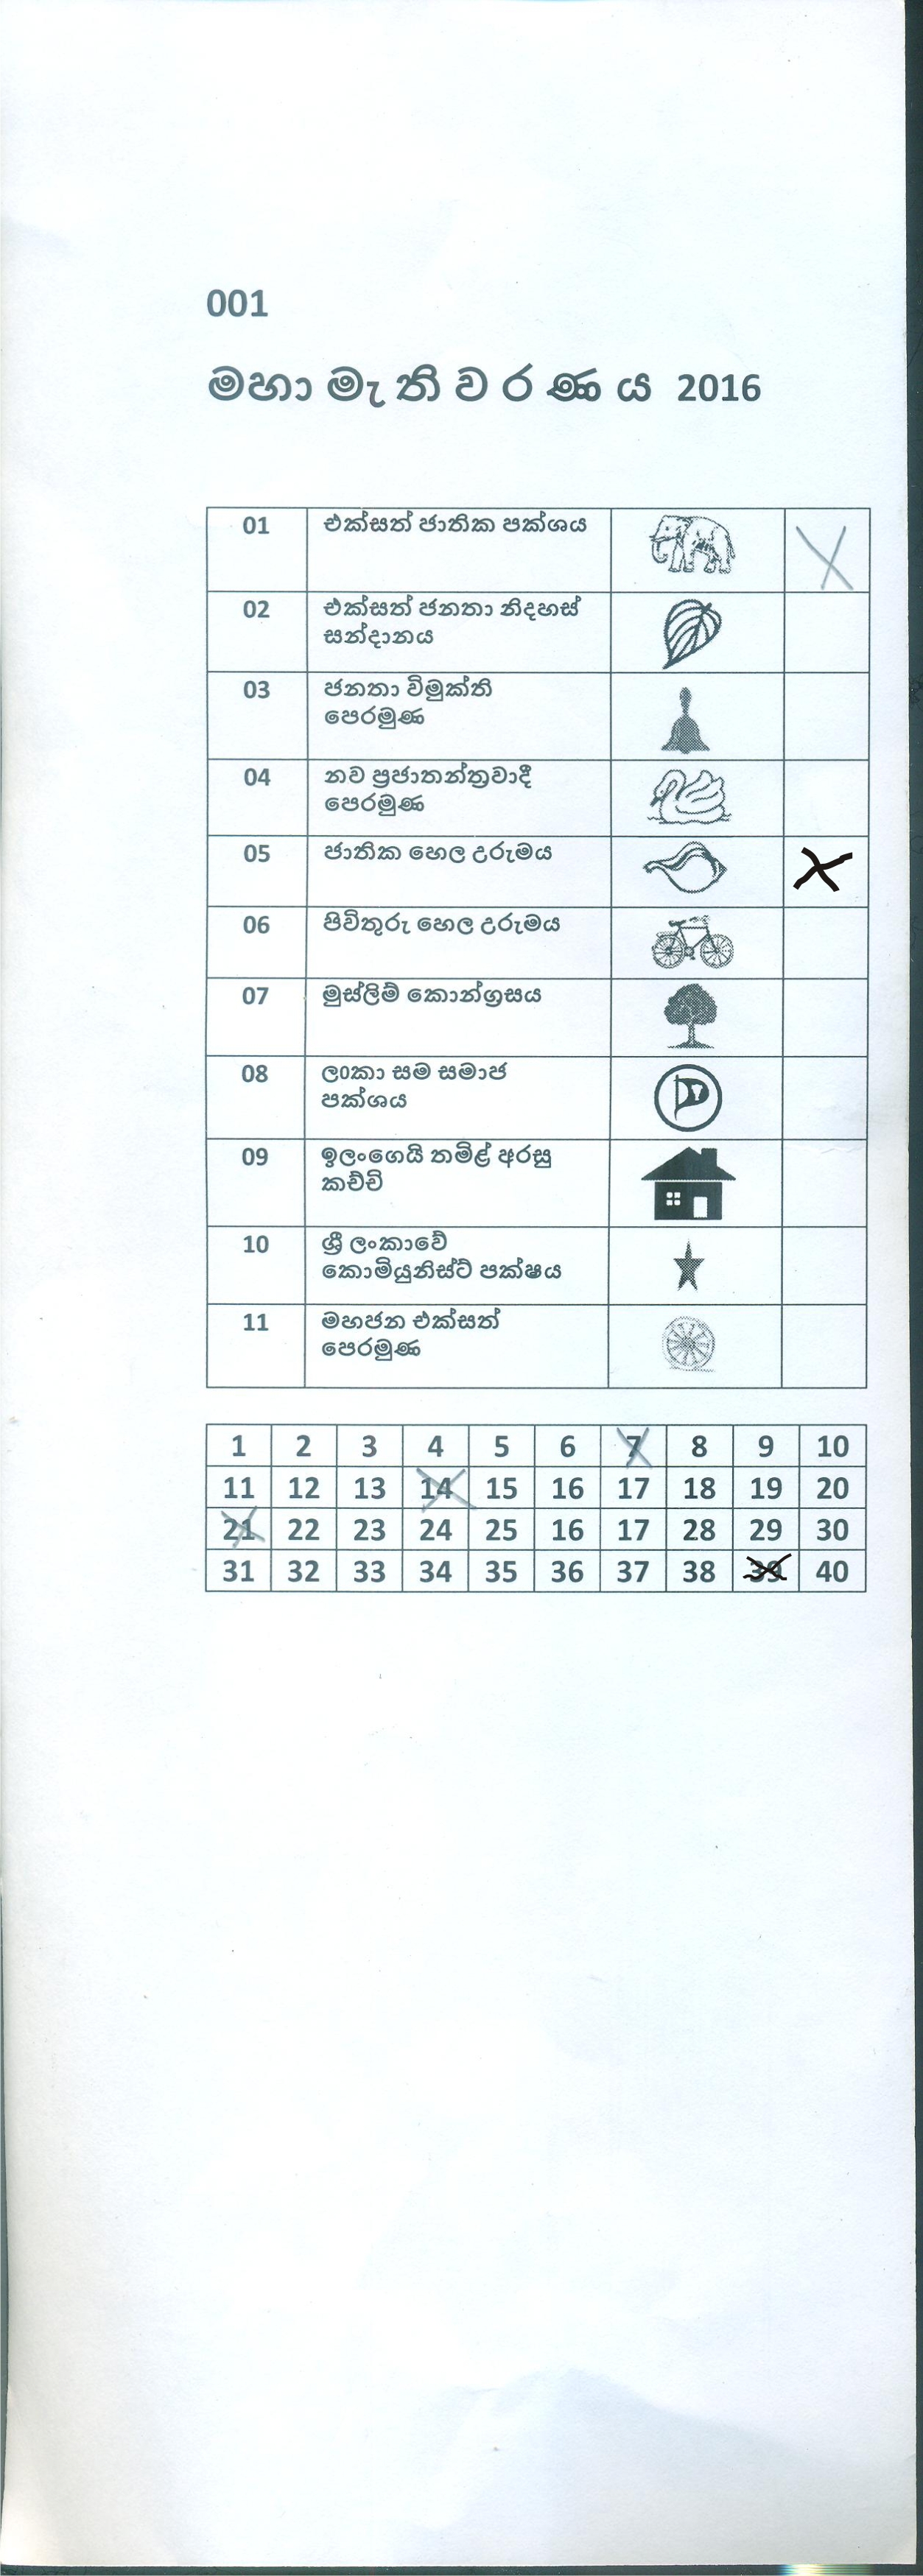 001
මහා මැතිවරණය 2016
01 එක්සත් ජාතික පක්ශය
02 එක්සත් ජනතා නිදහස්
සන්දානය
03 ජනතා විමුක්ති
පෙරමුණ
04 නව ප්‍රජාතන්ත්‍රවාදී
පෙරමුණ
05 ජාතික හෙල උරුමය
06 පිවිතුරු හෙල උරුමය
07 මුස්ලිම් කොන්ග්‍රසය
08 ල0කා සම සමාජ
පක්ශය
09 ඉලංගෙයි තමිළ් අරසු
කච්චි
10 ශ්‍රී ලංකාවේ
කොමියුනිස්ට් පක්ෂය
11 මහජන එක්සත්
පෙරමුණ
1 2 3 4 5 6 7 8 9 10
11 12 13 14 15 16 17 18 19 20
21 22 23 24 25 16 17 28 29 30
31 32 33 34 35 36 37 38 39 40